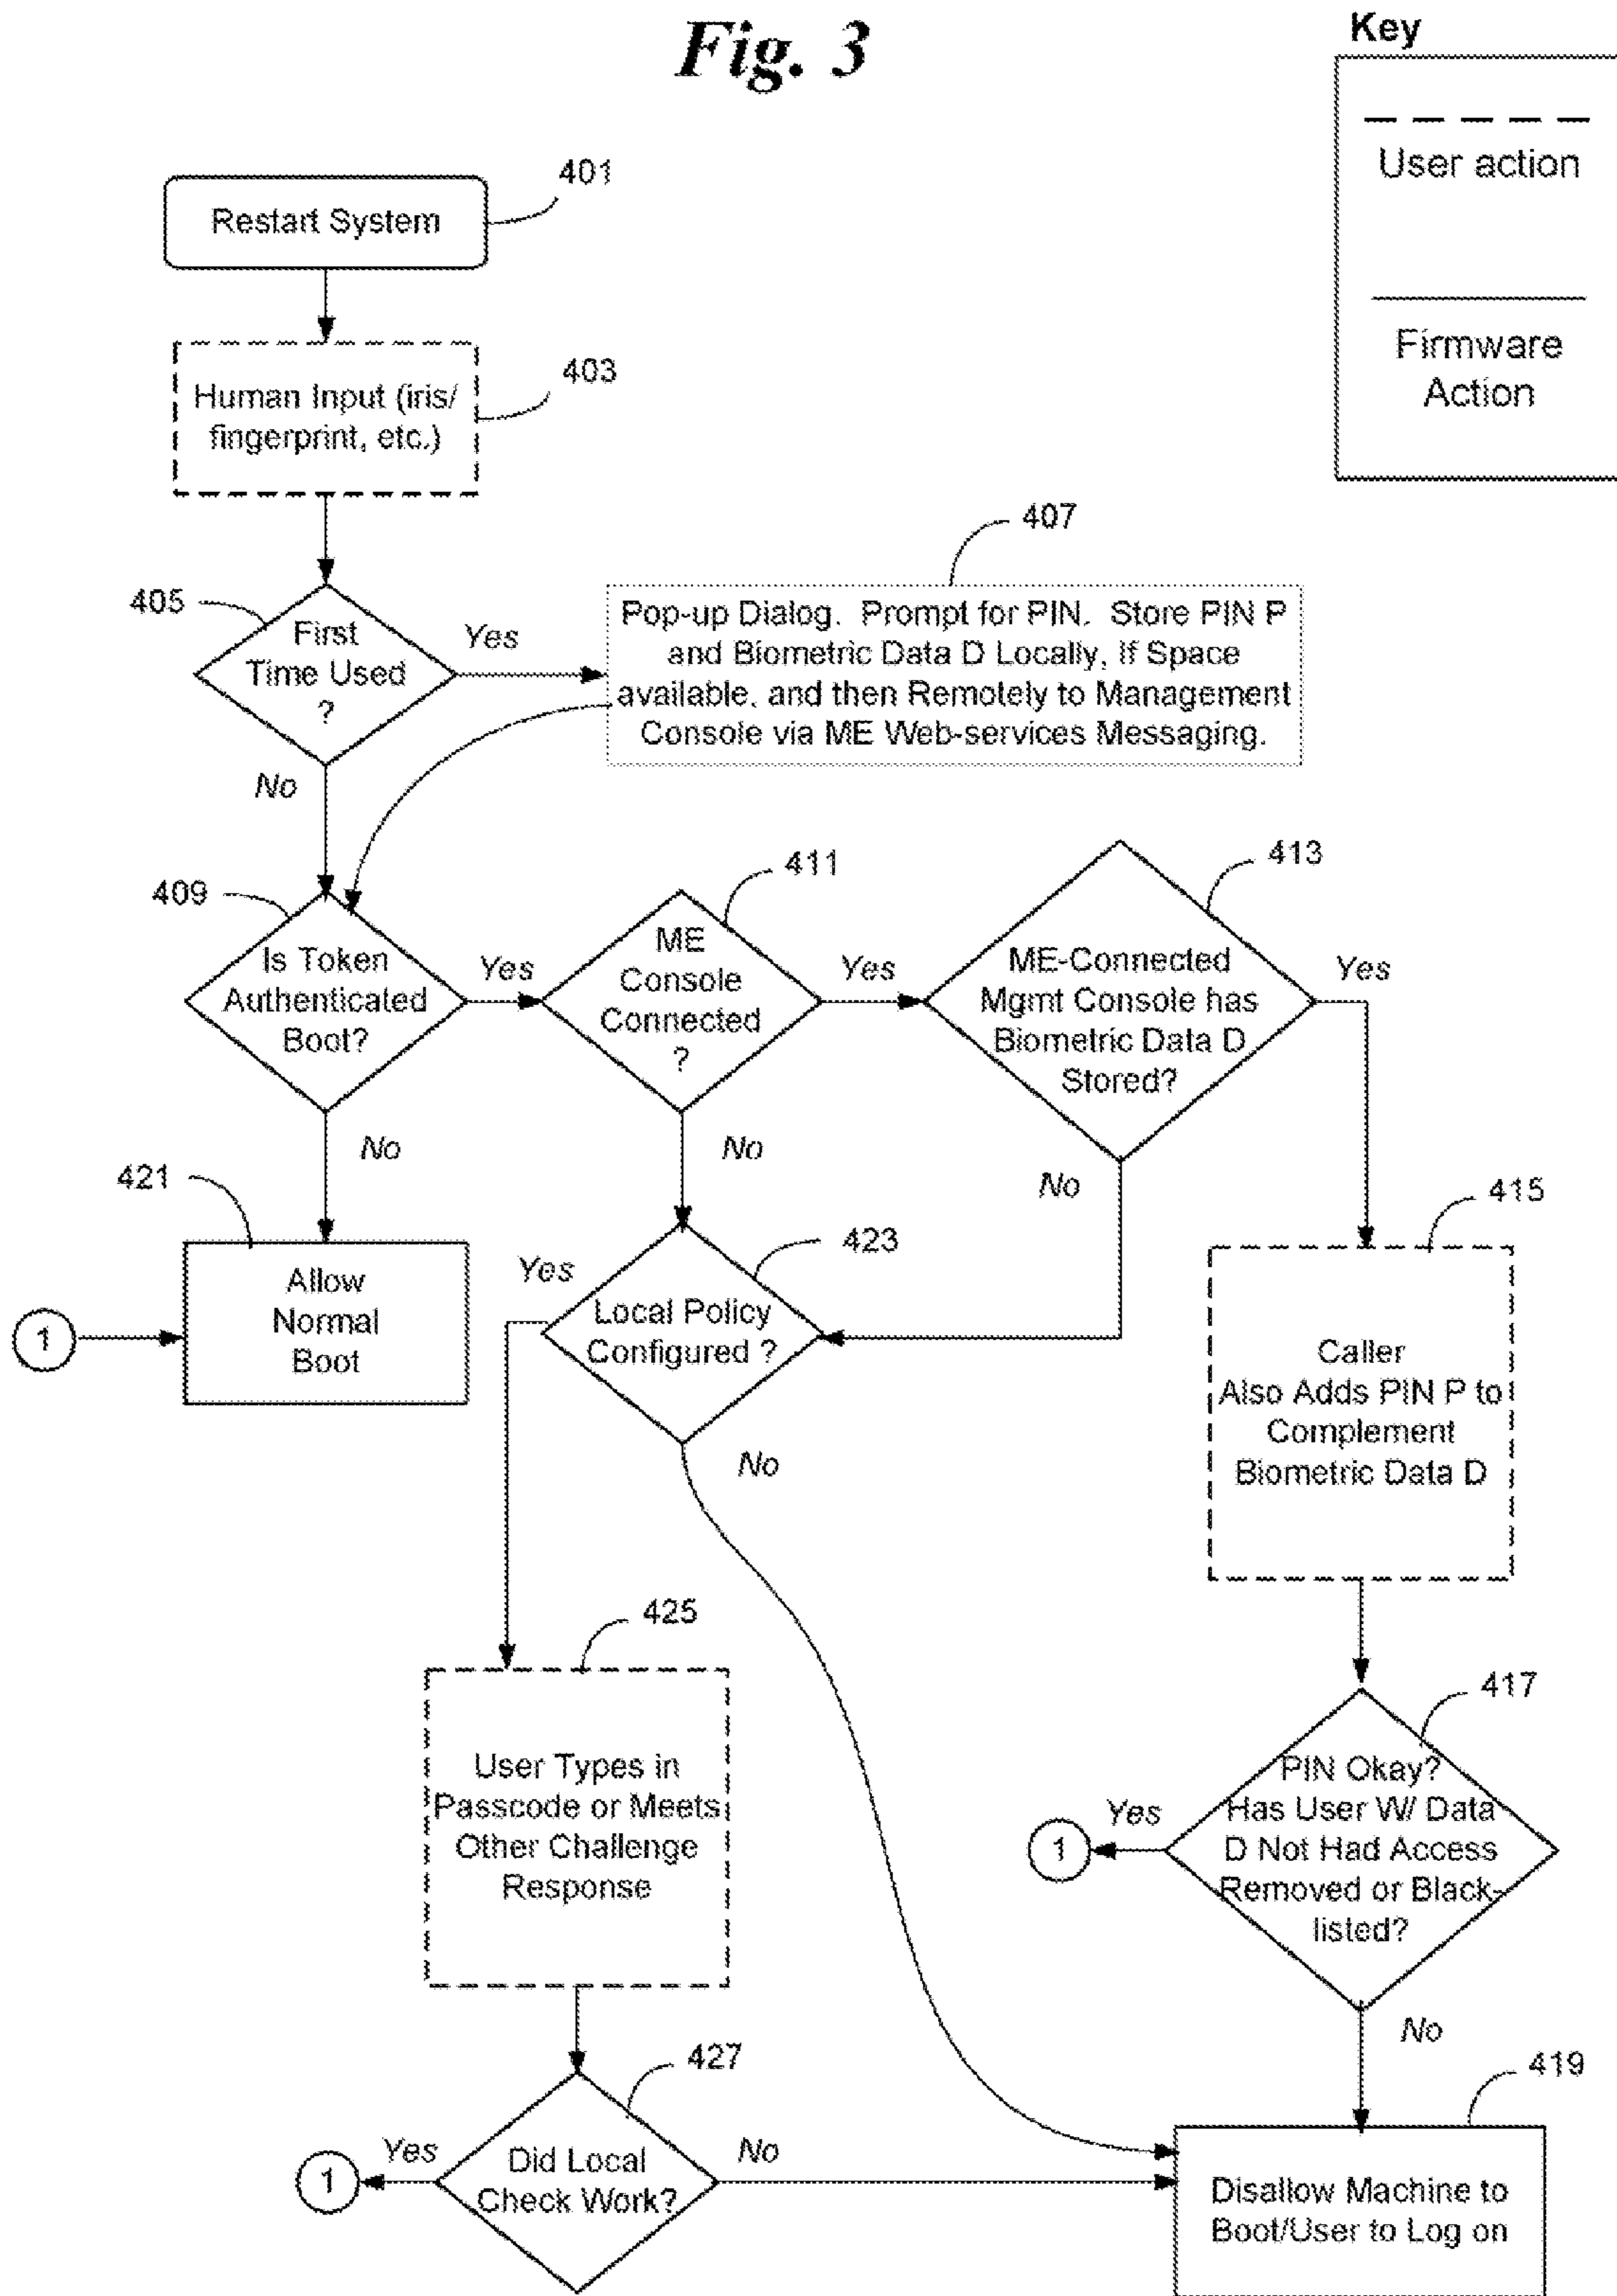 Fig. 3
Key
User action
Firmware
Action
401
Restart System
403
Human Input (iris/
fingerprint, etc.)
407
405
First
Time Used
?
Yes
No
Pop-up Dialog. Prompt for PIN. Store PIN P
and Biometric Data D Locally, If Space
available, and then Remotely to Management
Console via ME Web-services Messaging.
409
Is Token
Authenticated
Boot?
Yes
No
411
ME
Console
Connected
?
Yes
No
413
ME-Connected
Mgmt Console has
Biometric Data D
Stored?
Yes
No
421
Allow
Normal
Boot
1
423
Yes
Local Policy
Configured ?
No
415
Caller
Also Adds PIN P to
Complement
Biometric Data D
425
User Types in
Passcode or Meets
Other Challenge
Response
417
PIN Okay?
Has User W/ Data
D Not Had Access
Removed or Black-
listed?
Yes
1
No
427
Did Local
Check Work?
Yes
1
No
419
Disallow Machine to
Boot/User to Log on